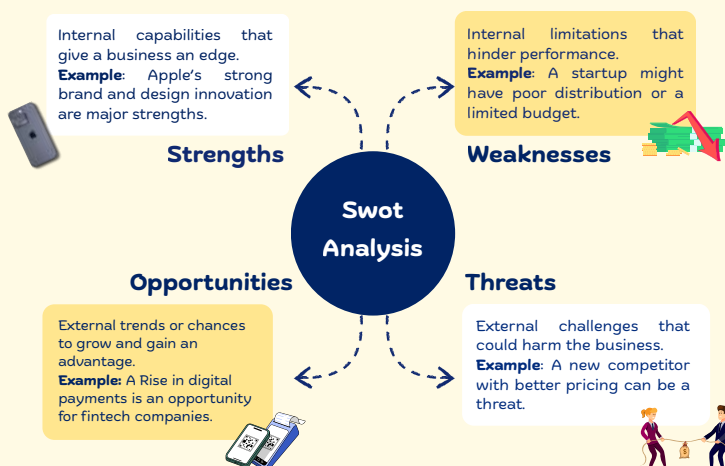 Internal capabilities that
give a business an edge.
Example: Apple's strong
brand and design innovation
are major strengths.
Strengths
Internal limitations that
hinder performance.
Example: A startup might
have poor distribution or a
limited budget.
Weaknesses
Swot
Analysis
Opportunities
External trends or chances
to grow and gain an
advantage.
Example: A Rise in digital
payments is an opportunity
for fintech companies.
Threats
External challenges that
could harm the business.
Example: A new competitor
with better pricing can be a
threat.
$